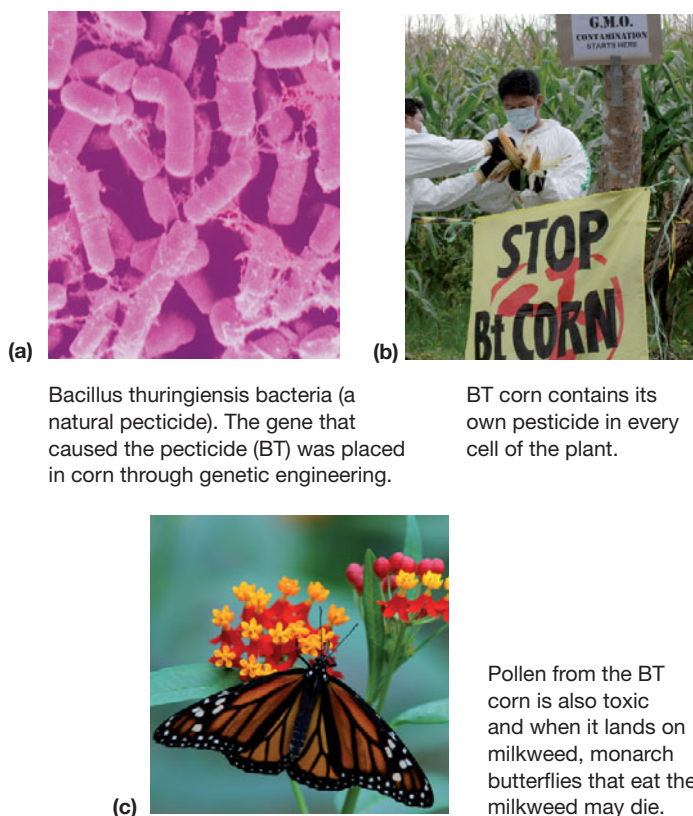 G.M.O.
CONTAMINATION
STARTS HERE
STOP
Bt CORN
(a)
(b)
Bacillus thuringiensis bacteria (a
natural pecticide). The gene that
caused the pecticide (BT) was placed
in corn through genetic engineering.
BT corn contains its
own pesticide in every
cell of the plant.
Pollen from the BT
corn is also toxic
and when it lands on
milkweed, monarch
butterflies that eat the
milkweed may die.
(c)